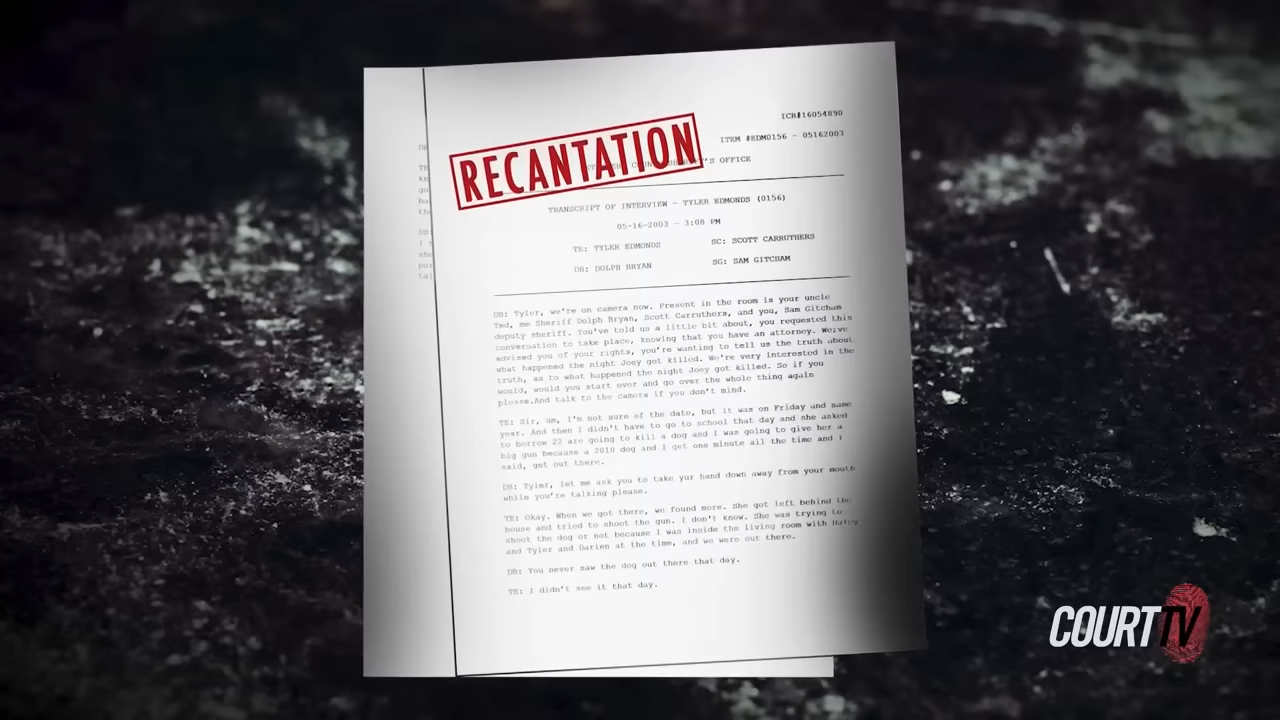 RECANTATION
ICR#16054890
ITEM #EDM0156 - 05162003
'S OFFICE
TRANSCRIPT OF INTERVIEW - TYLER EDMONDS (0156)
05-16-2003 - 3:08 PM
TE: TYLER EDMONDS
SC: SCOTT CARRUTHERS
DB: DOLPH BRYAN
SG: SAM GITCHAM
DB: Tyler, we're on camera now. Present in the room is your uncle
Ted, me Sheriff Dolph Bryan, Scott Carruthers, and you, Sam Gitcham
deputy sheriff. You've told us a little bit about, you requested this
conversation to take place, knowing that you have an attorney. We;ve
advised you of your rights, you're wanting to tell us the truth about
what happened the night Joey got killed. We're very interested in the
truth, as to what happened the night Joey got killed. So if you
would, would you start over and go over the whole thing again
please.And talk to the camera if you don't mind.
TE: Sir, um, I'm not sure of the date, but it was on Friday and same
year. And then I didn't have to go to school that day and she asked
to borrow 22 are going to kill a dog and I was going to give her a
big gun because a 2010 dog and I get one minute all the time and I
said, get out there.
DB: Tyler, let me ask you to take yur hand down away from your mouth
while you're talking please.
TE: Okay. When we got there, we found more. She got left behind the
house and tried to shoot the gun. I don't know. She was trying to
shoot the dog or not because I was inside the living room with
and Tyler and Darien at the time, and we were out there.
DB: You never saw the dog out there that day.
TE: I didn't see it that day.
COURT TV